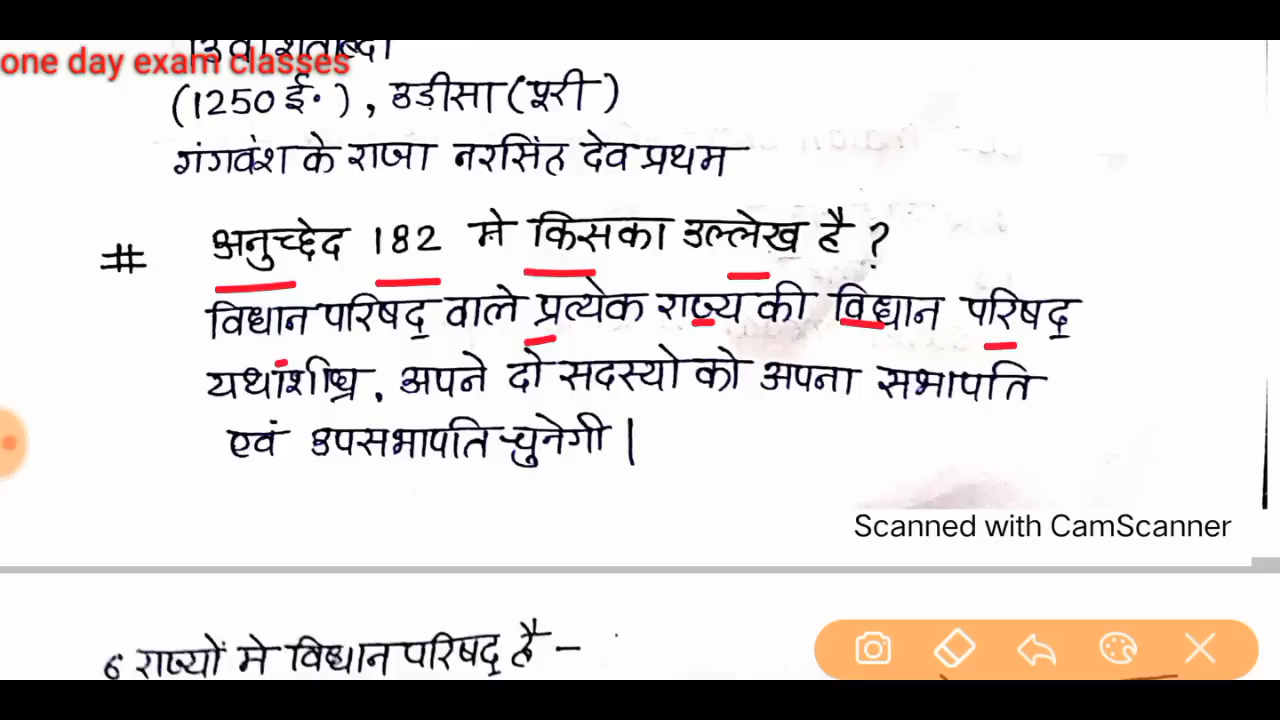 one day exam classes
(1250 ई.), उड़ीसा (पूरी)
गंगवंश के राजा नरसिंह देव प्रथम
# अनुच्छेद 182 मे किसका उल्लेख है ?
विधान परिषद् वाले प्रत्येक राज्य की विधान परिषद्
यथाशीघ्र, अपने दो सदस्यो को अपना सभापति
एवं उपसभापति चुनेगी |
Scanned with CamScanner
6 राज्यों मे विधान परिषद् है –